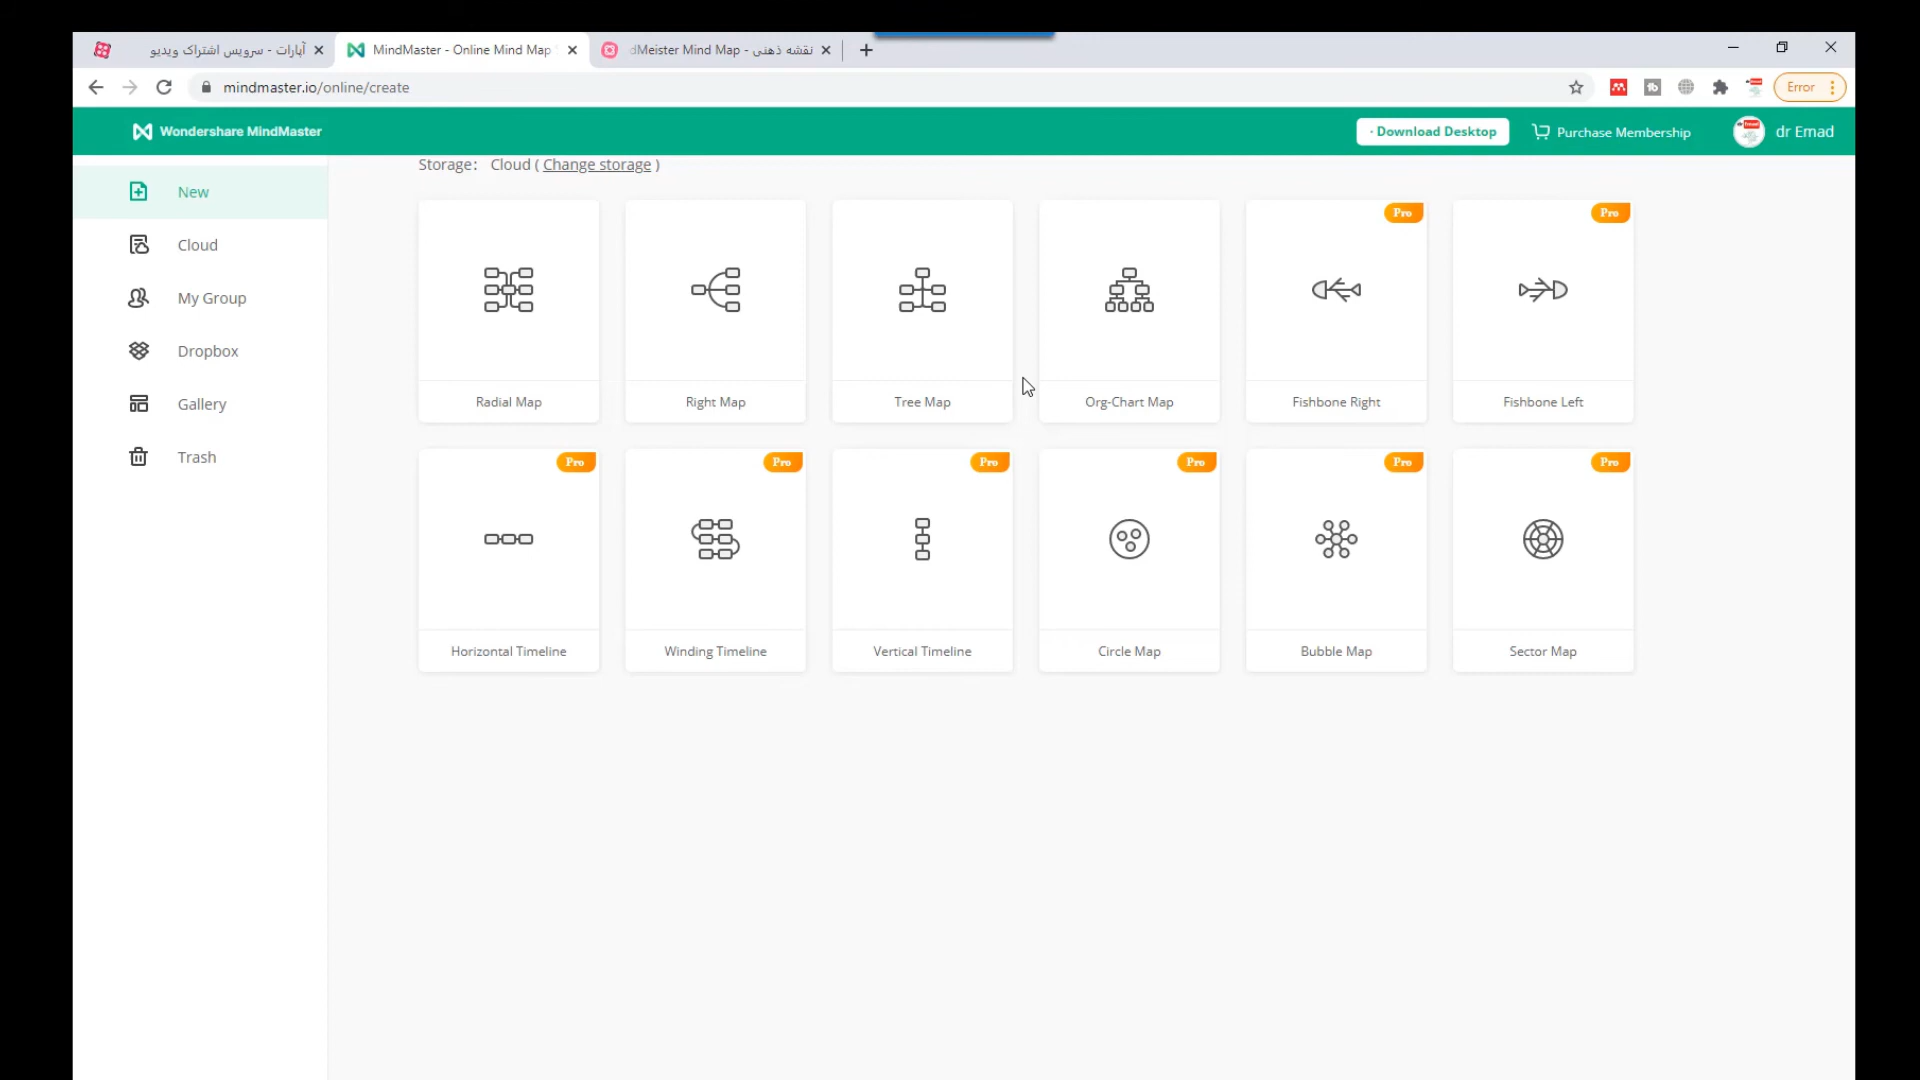 آپارات - سرویس اشتراک ویدیو
MindMaster - Online Mind Map
dMeister Mind Map - نقشه ذهنی
mindmaster.io/online/create
Error
Wondershare MindMaster
Download Desktop
Purchase Membership
dr Emad
Storage: Cloud ( Change storage )
New
Cloud
My Group
Dropbox
Gallery
Trash
Pro
Pro
Radial Map
Right Map
Tree Map
Org-Chart Map
Fishbone Right
Fishbone Left
Pro
Pro
Pro
Pro
Pro
Pro
Horizontal Timeline
Winding Timeline
Vertical Timeline
Circle Map
Bubble Map
Sector Map